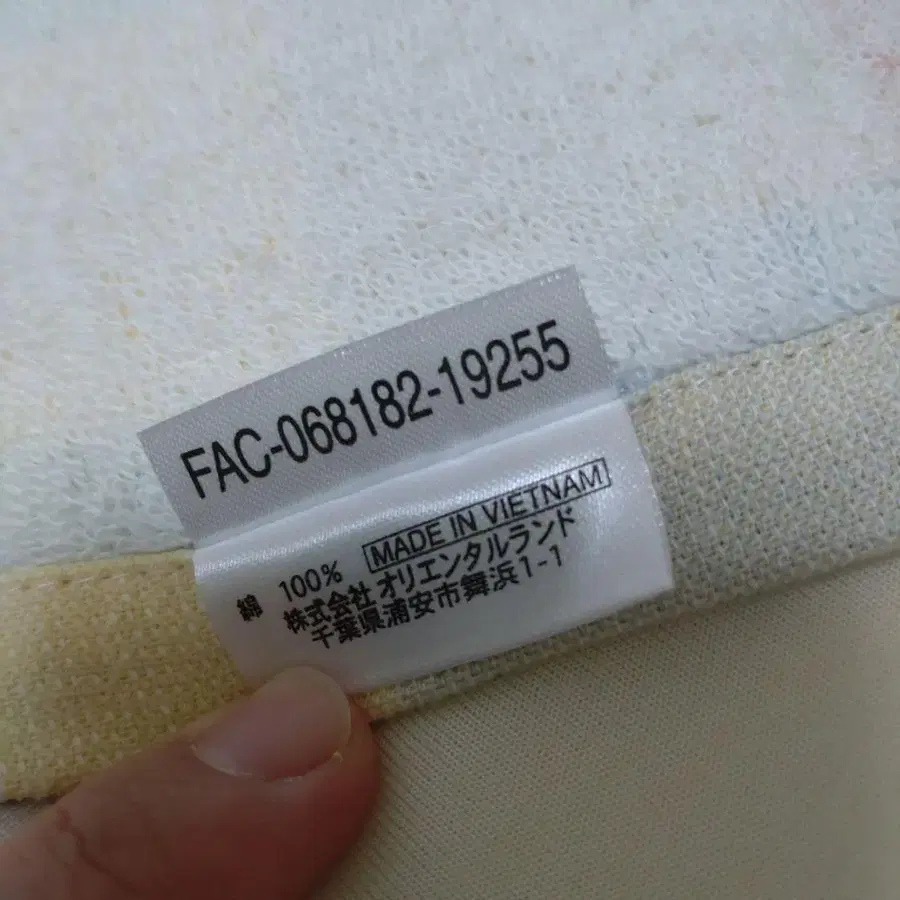 FAC-068182-19255
MADE IN VIETNAM
綿 100%
株式会社 オリエンタルランド
千葉県浦安市舞浜1-1